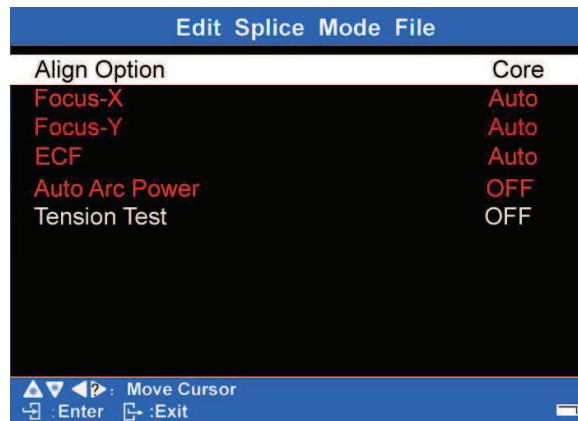 Edit Splice Mode File
Align Option Core
Focus-X Auto
Focus-Y Auto
ECF Auto
Auto Arc Power OFF
Tension Test OFF
?: Move Cursor
:Enter :Exit